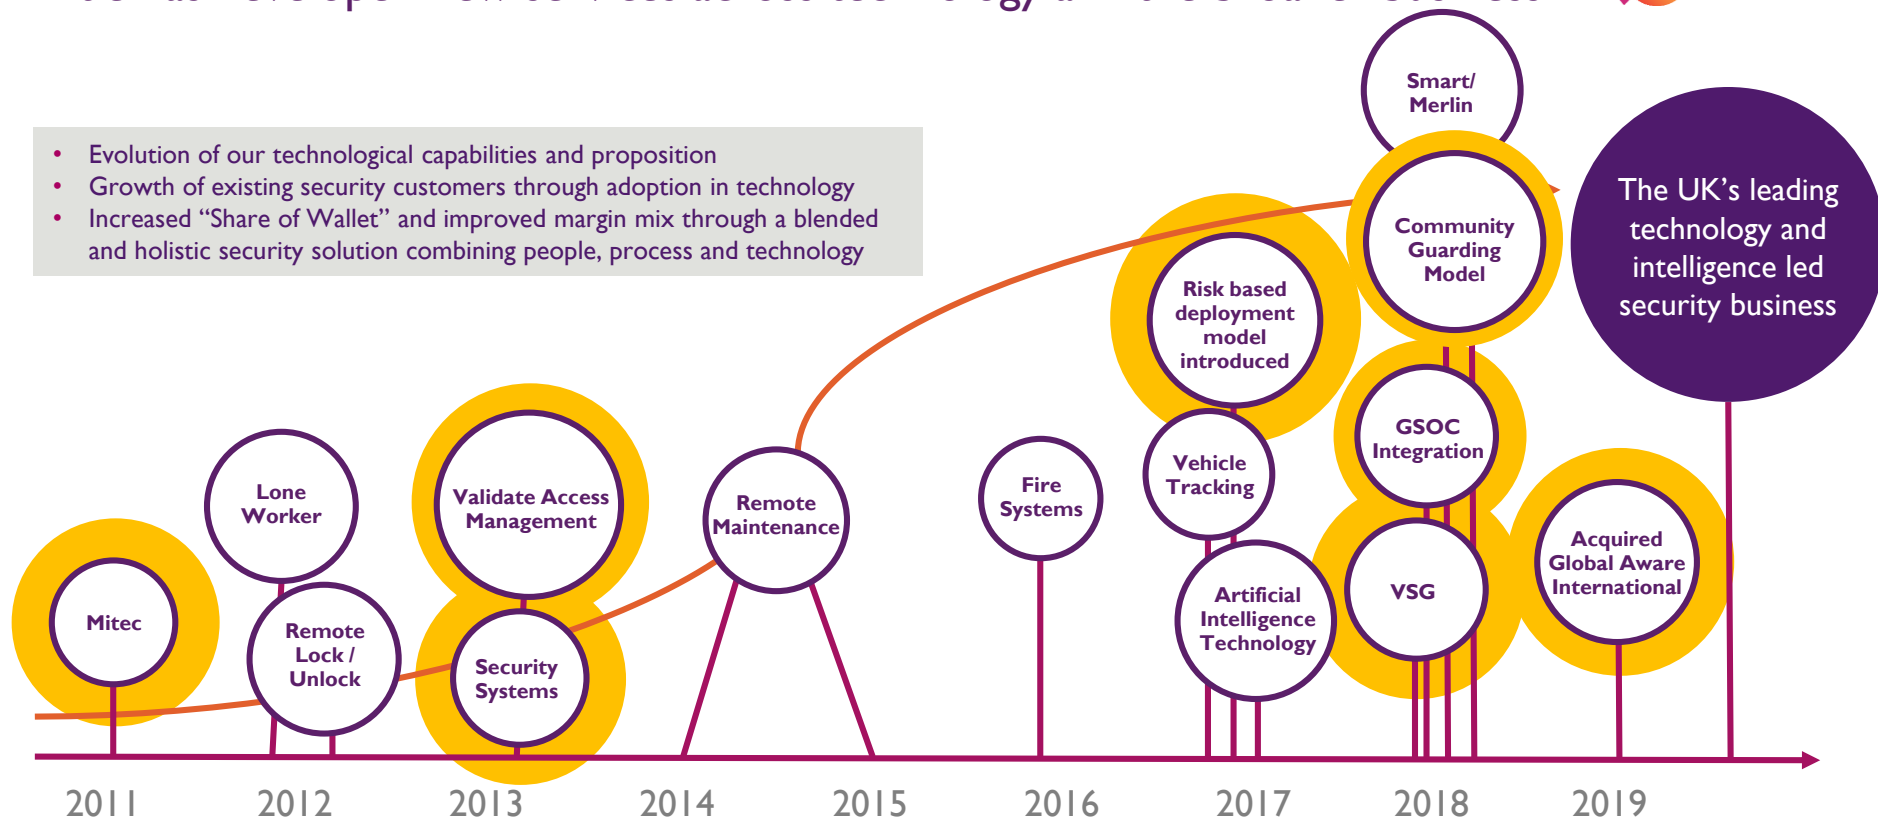 Evolution of our technological capabilities and proposition
Growth of existing security customers through adoption in technology
Increased “Share of Wallet” and improved margin mix through a blended
and holistic security solution combining people, process and technology
Smart/
Merlin
The UK’s leading
technology and
intelligence led
security business
Community
Guarding
Model
Risk based
deployment
model
introduced
GSOC
Integration
Vehicle
Tracking
Fire
Systems
Lone
Worker
Validate Access
Management
Remote
Maintenance
Acquired
Global Aware
International
VSG
Artificial
Intelligence
Technology
Mitec
Remote
Lock /
Unlock
Security
Systems
2011
2012
2013
2014
2015
2016
2017
2018
2019